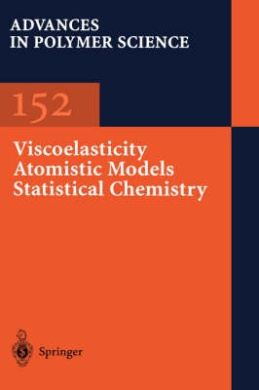 ADVANCES
IN POLYMER SCIENCE
152
Viscoelasticity
Atomistic Models
Statistical Chemistry
Springer